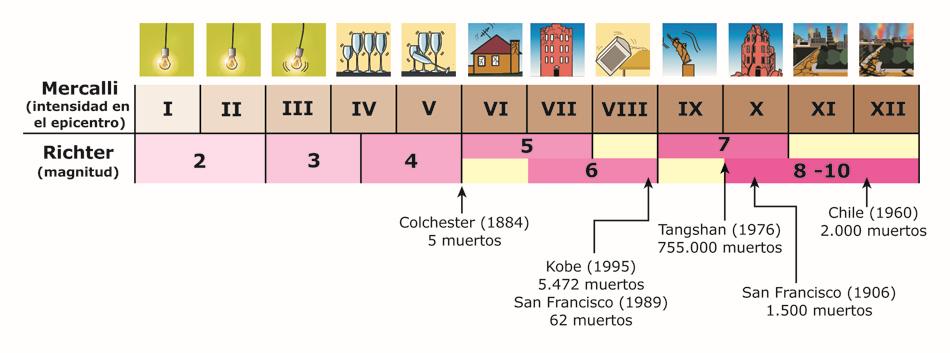 Mercalli
(intensidad en
el epicentro)
I II III IV V VI VII VIII IX X XI XII
Richter
(magnitud)
2 3 4 5 6 7 8 -10
Colchester (1884)
5 muertos
Kobe (1995)
5.472 muertos
San Francisco (1989)
62 muertos
Tangshan (1976)
755.000 muertos
San Francisco (1906)
1.500 muertos
Chile (1960)
2.000 muertos